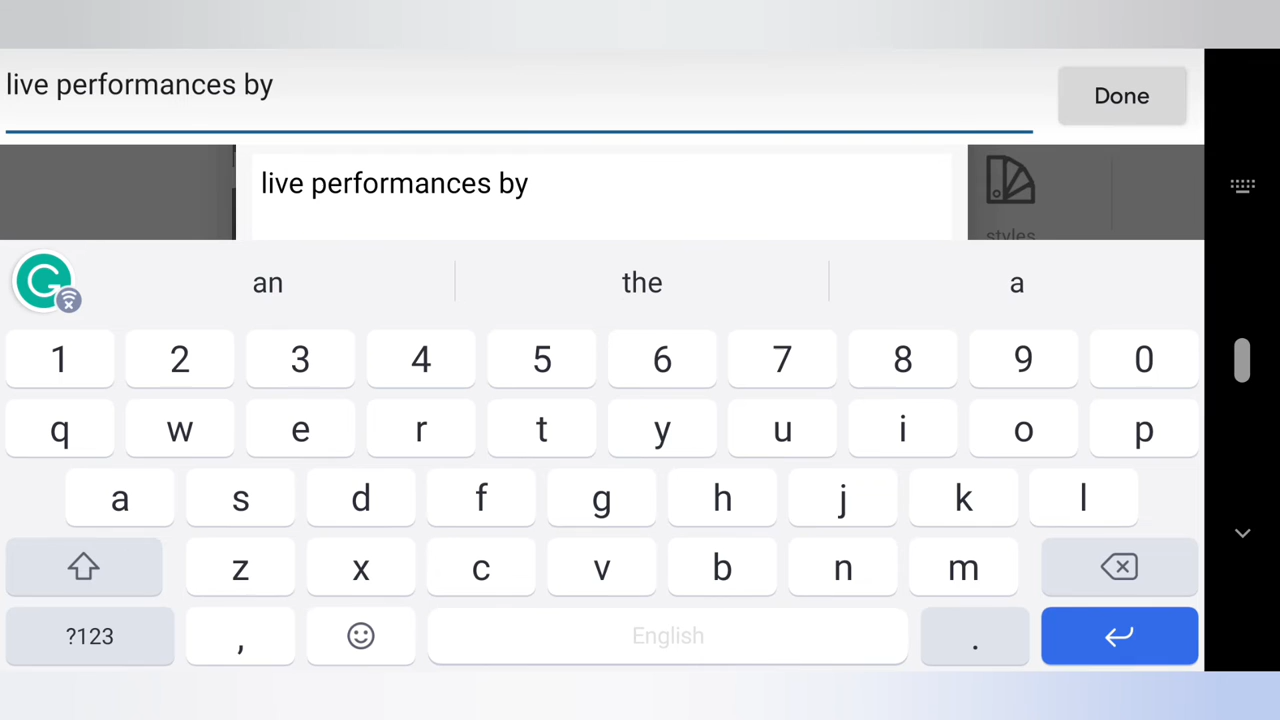 live performances by
Done
live performances by
styles
an the a
1 2 3 4 5 6 7 8 9 0
q w e r t y u i o p
a s d f g h j k l
z x c v b n m
?123 , English .